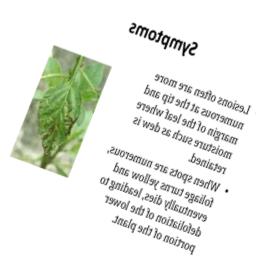 Symptoms
Lesions often are more
numerous at the tip and
margin of the leaf where
moisture such as dew is
retained.
• When spots are numerous,
foliage turns yellow and
eventually dies, leading to
defoliation of the lower
portion of the plant.